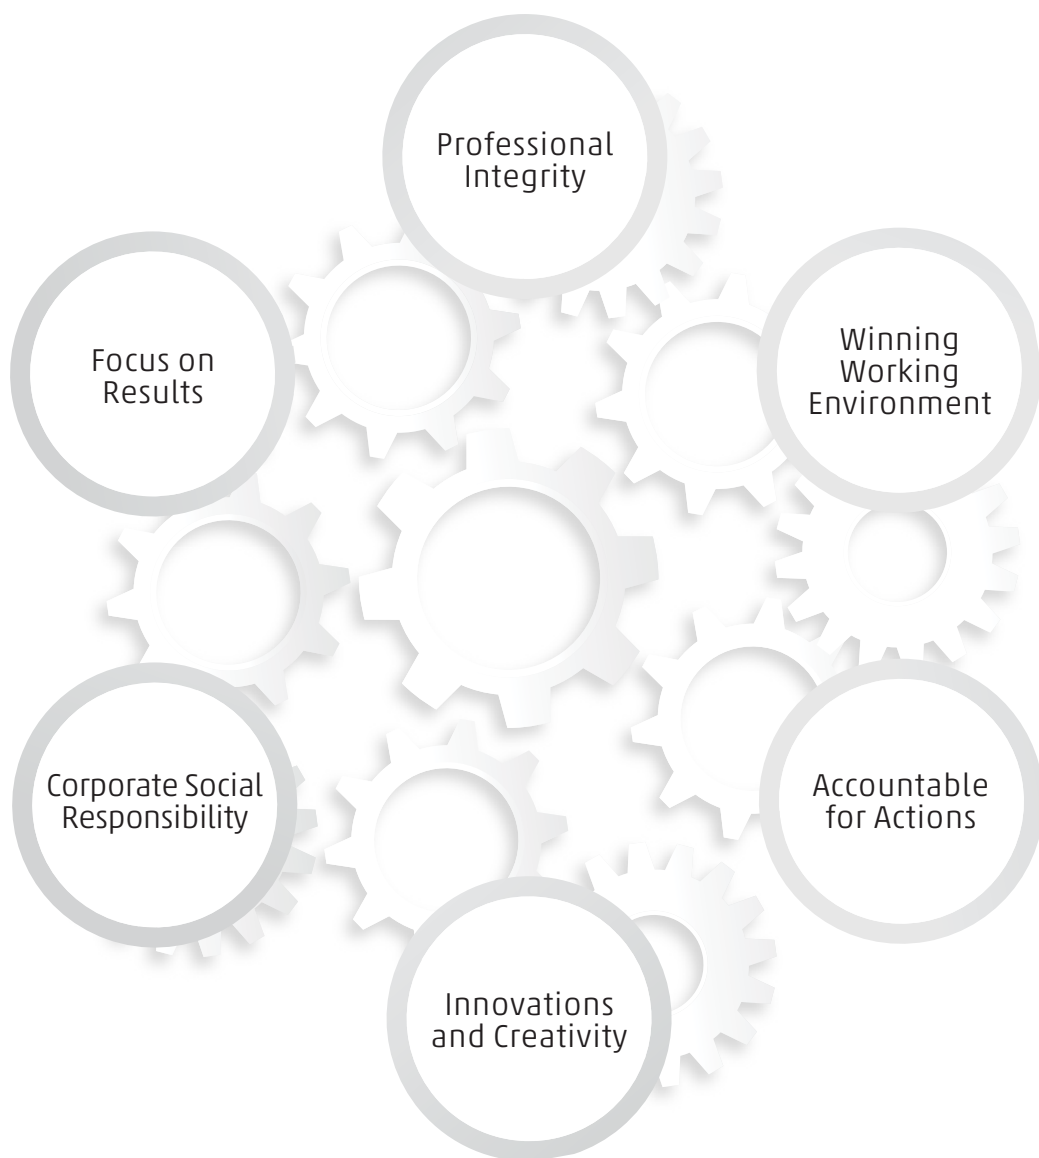 Professional
Integrity
Focus on
Results
Winning
Working
Environment
Corporate Social
Responsibility
Accountable
for Actions
Innovations
and Creativity